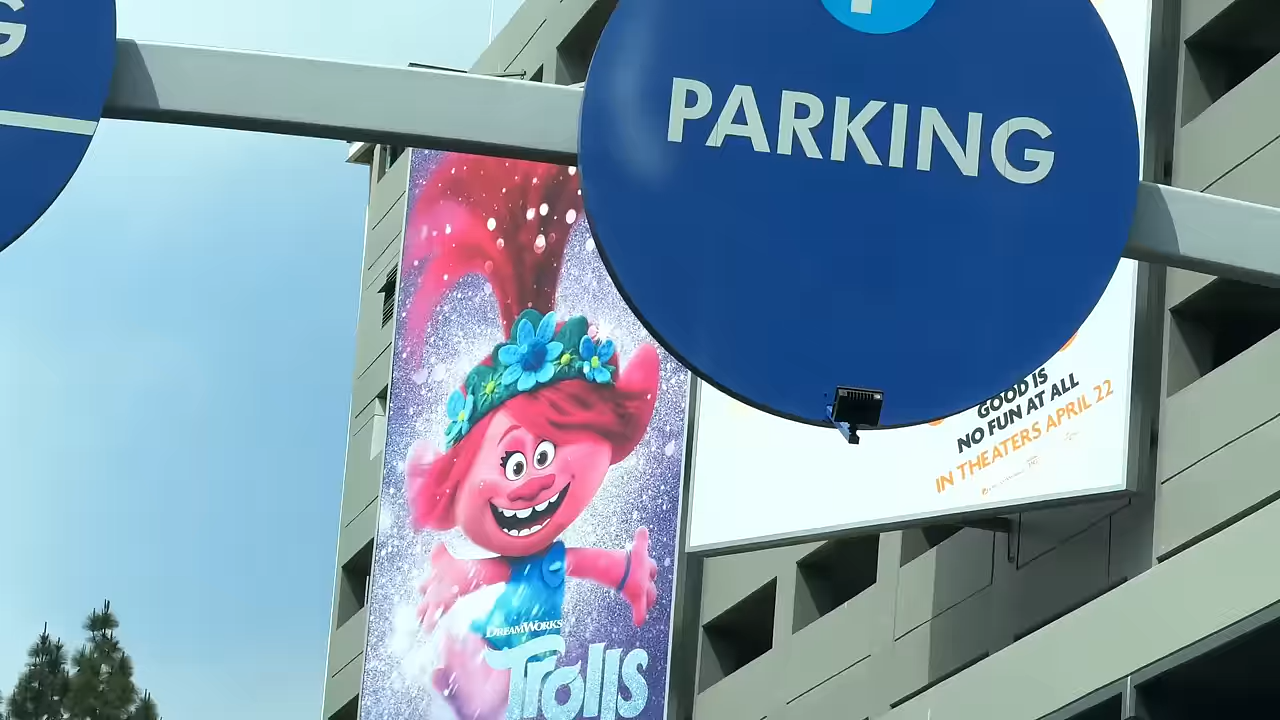 G
P
PARKING
GOOD IS
NO FUN AT ALL
IN THEATERS APRIL 22
DREAMWORKS
Trolls